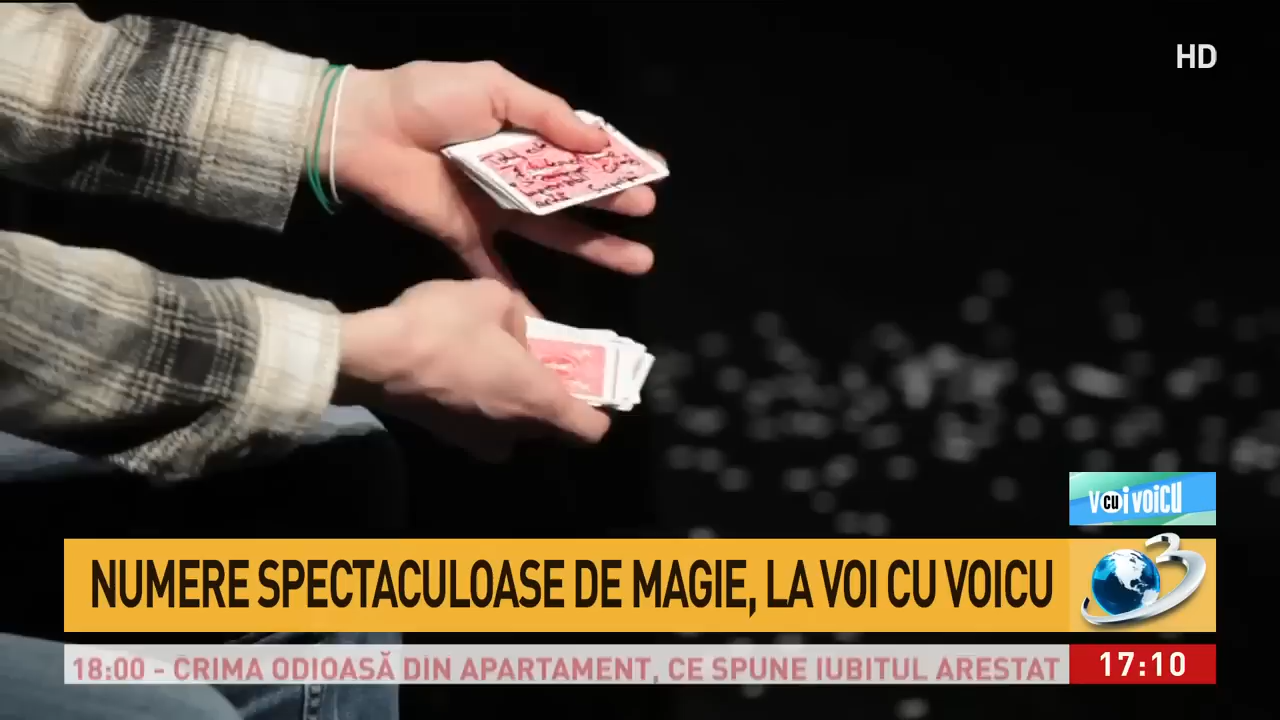 HD
VOI CU VOICU
NUMERE SPECTACULOASE DE MAGIE, LA VOI CU VOICU
3
18:00 - CRIMA ODIOASĂ DIN APARTAMENT, CE SPUNE IUBITUL ARESTAT
17:10